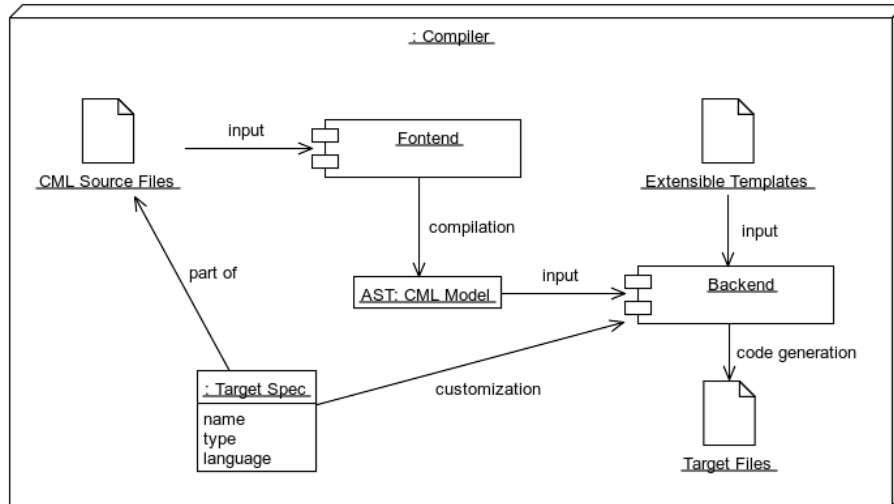 : Compiler
input
Fontend
CML Source Files
Extensible Templates
compilation
input
part of
AST: CML Model
input
Backend
code generation
: Target Spec
customization
name
type
language
Target Files